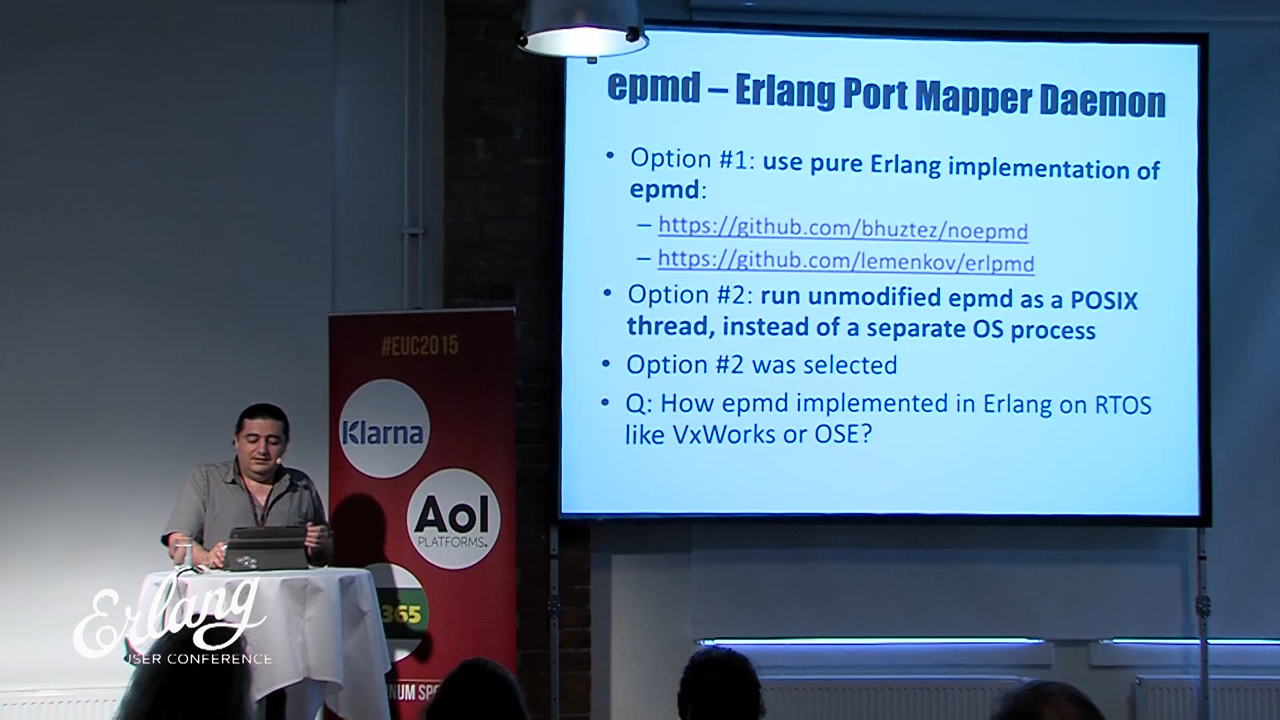 epmd – Erlang Port Mapper Daemon
• Option #1: use pure Erlang implementation of
epmd:
– https://github.com/bhuztez/noepmd
– https://github.com/lemenkov/erlpmd
• Option #2: run unmodified epmd as a POSIX
thread, instead of a separate OS process
• Option #2 was selected
• Q: How epmd implemented in Erlang on RTOS
like VxWorks or OSE?
#EUC2015
Klarna
Aol
PLATFORMS.
365
Erlang
USER CONFERENCE